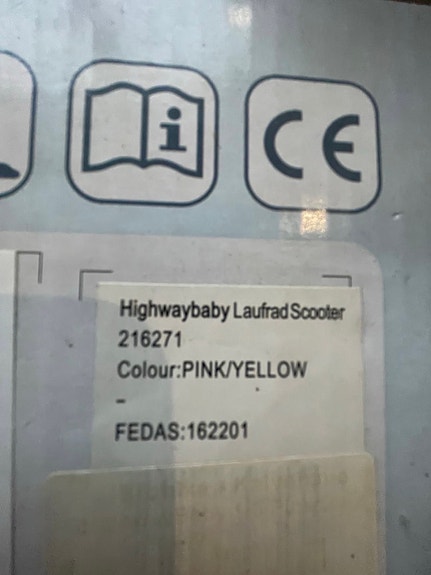 i
CE
Highwaybaby Laufrad Scooter
216271
Colour:PINK/YELLOW
-
FEDAS:162201